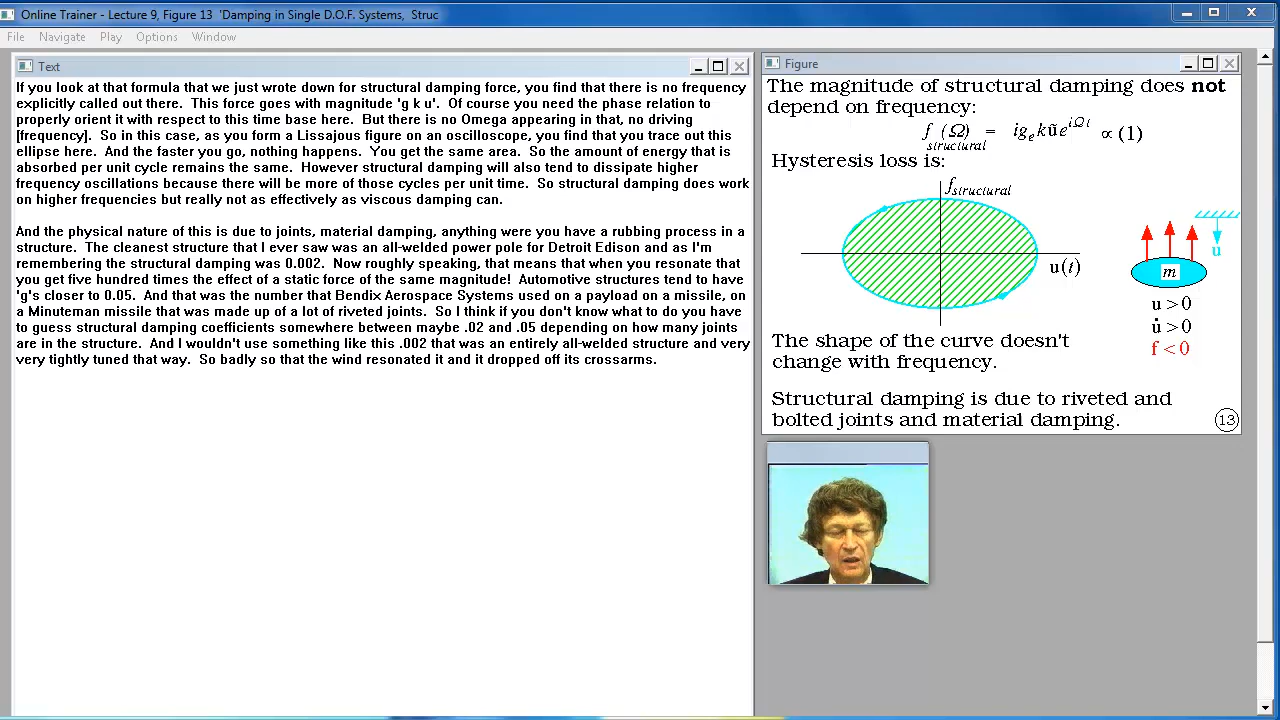 Online Trainer - Lecture 9, Figure 13  'Damping in Single D.O.F. Systems,  Struc
File Navigate Play Options Window
Text
If you look at that formula that we just wrote down for structural damping force, you find that there is no frequency
explicitly called out there.  This force goes with magnitude 'g k u'.  Of course you need the phase relation to
properly orient it with respect to this time base here.  But there is no Omega appearing in that, no driving
[frequency].  So in this case, as you form a Lissajous figure on an oscilloscope, you find that you trace out this
ellipse here.  And the faster you go, nothing happens.  You get the same area.  So the amount of energy that is
absorbed per unit cycle remains the same.  However structural damping will also tend to dissipate higher
frequency oscillations because there will be more of those cycles per unit time.  So structural damping does work
on higher frequencies but really not as effectively as viscous damping can.
And the physical nature of this is due to joints, material damping, anything were you have a rubbing process in a
structure.  The cleanest structure that I ever saw was an all-welded power pole for Detroit Edison and as I'm
remembering the structural damping was 0.002.  Now roughly speaking, that means that when you resonate that
you get five hundred times the effect of a static force of the same magnitude!  Automotive structures tend to have
'g's closer to 0.05.  And that was the number that Bendix Aerospace Systems used on a payload on a missile, on
a Minuteman missile that was made up of a lot of riveted joints.  So I think if you don't know what to do you have
to guess structural damping coefficients somewhere between maybe .02 and .05 depending on how many joints
are in the structure.  And I wouldn't use something like this .002 that was an entirely all-welded structure and very
very tightly tuned that way.  So badly so that the wind resonated it and it dropped off its crossarms.
Figure
The magnitude of structural damping does not
depend on frequency:
f (Ω) = i g_e k ũ e^{iΩt} ∝ (1)
structural
Hysteresis loss is:
f structural
u(t)
u
m
u > 0
u̇ > 0
f < 0
The shape of the curve doesn't
change with frequency.
Structural damping is due to riveted and
bolted joints and material damping.
13